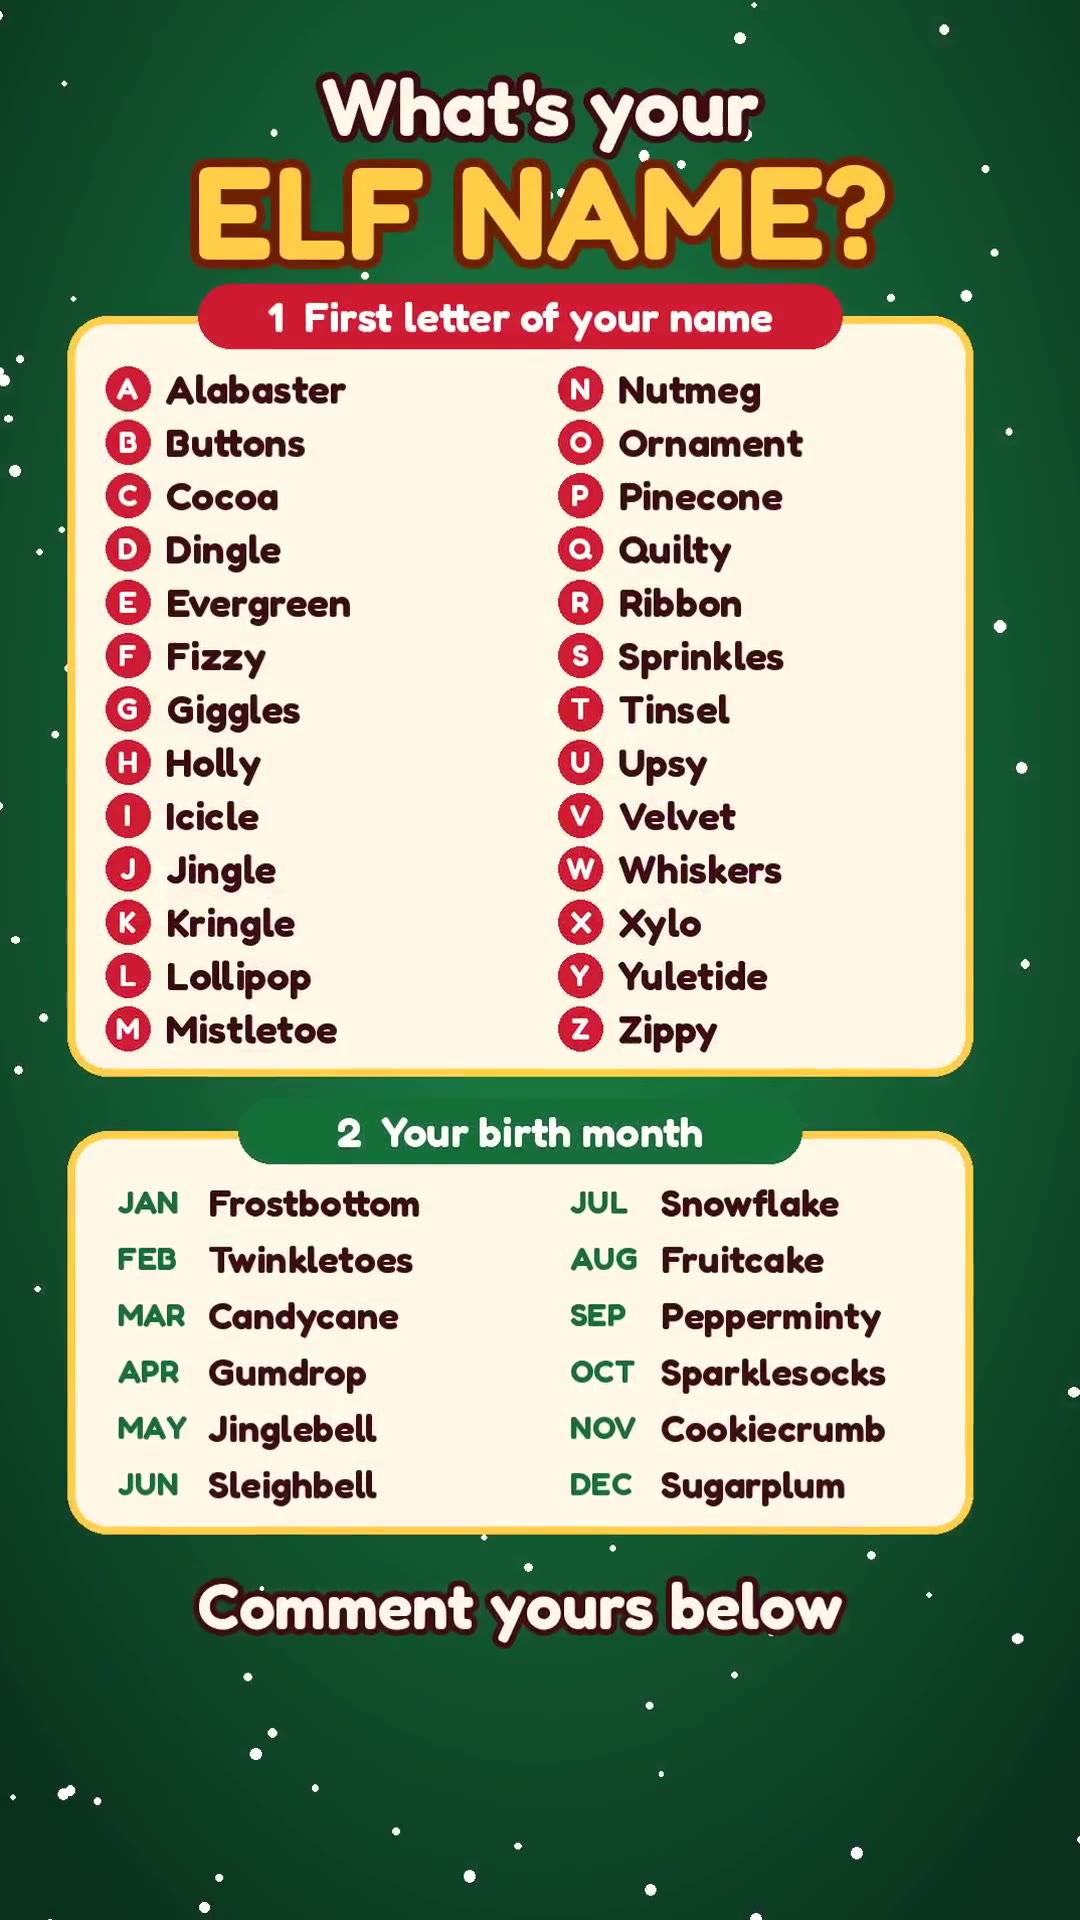 What's your
ELF NAME?
1 First letter of your name
A Alabaster
B Buttons
C Cocoa
D Dingle
E Evergreen
F Fizzy
G Giggles
H Holly
I Icicle
J Jingle
K Kringle
L Lollipop
M Mistletoe
N Nutmeg
O Ornament
P Pinecone
Q Quilty
R Ribbon
S Sprinkles
T Tinsel
U Upsy
V Velvet
W Whiskers
X Xylo
Y Yuletide
Z Zippy
2 Your birth month
JAN Frostbottom
FEB Twinkletoes
MAR Candycane
APR Gumdrop
MAY Jinglebell
JUN Sleighbell
JUL Snowflake
AUG Fruitcake
SEP Pepperminty
OCT Sparklesocks
NOV Cookiecrumb
DEC Sugarplum
Comment yours below